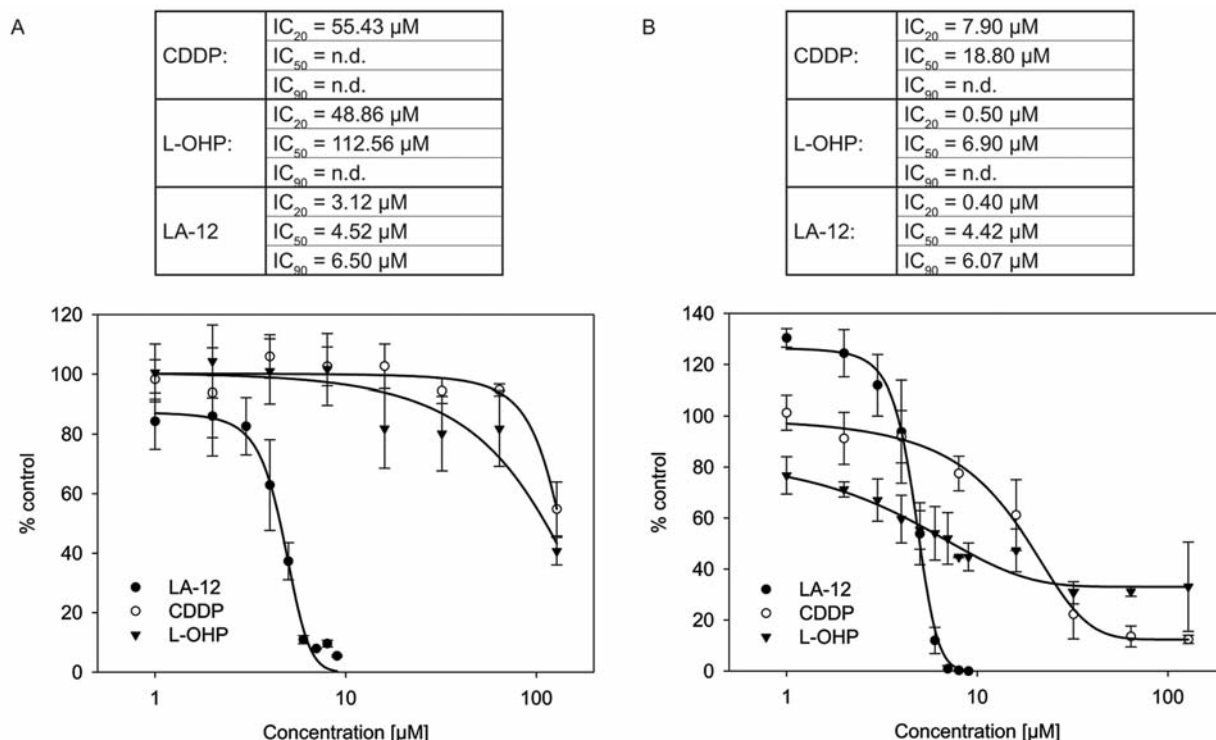 A
CDDP:
IC20 = 55.43 µM
IC50 = n.d.
IC90 = n.d.
L-OHP:
IC20 = 48.86 µM
IC50 = 112.56 µM
IC90 = n.d.
LA-12
IC20 = 3.12 µM
IC50 = 4.52 µM
IC90 = 6.50 µM
120
100
80
60
40
20
0
% control
LA-12
CDDP
L-OHP
1 10 100
Concentration [µM]
B
CDDP:
IC20 = 7.90 µM
IC50 = 18.80 µM
IC90 = n.d.
L-OHP:
IC20 = 0.50 µM
IC50 = 6.90 µM
IC90 = n.d.
LA-12:
IC20 = 0.40 µM
IC50 = 4.42 µM
IC90 = 6.07 µM
140
120
100
80
60
40
20
0
% control
LA-12
CDDP
L-OHP
1 10 100
Concentration [µM]